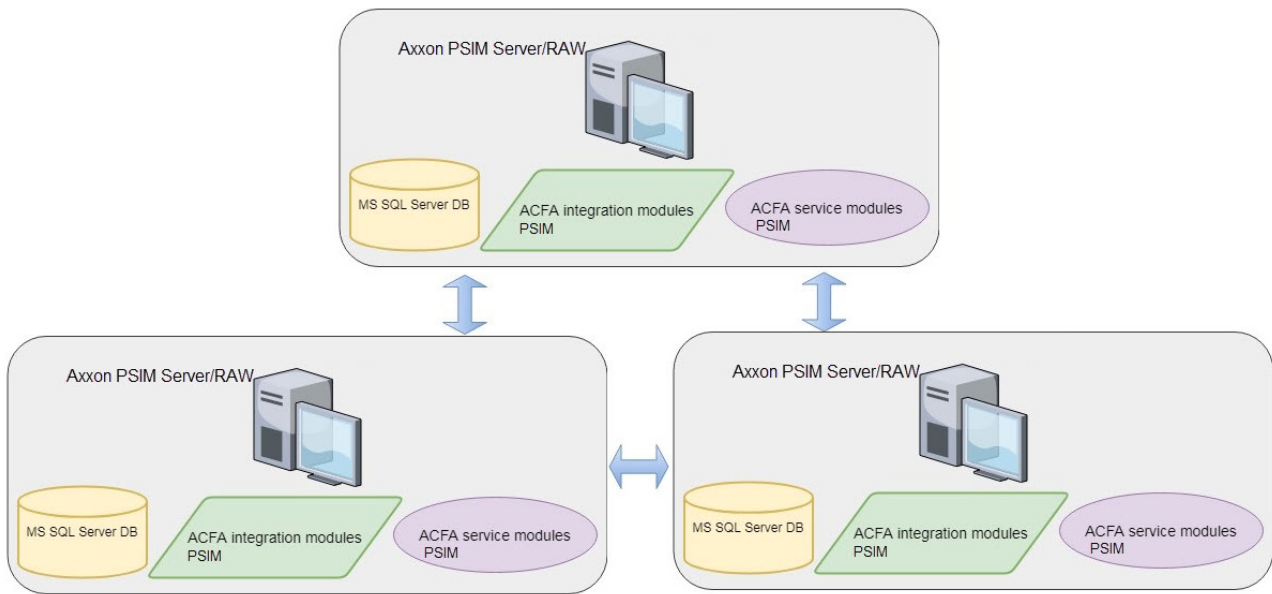 Axxon PSIM Server/RAW
MS SQL Server DB
ACFA integration modules
PSIM
ACFA service modules
PSIM
Axxon PSIM Server/RAW
MS SQL Server DB
ACFA integration modules
PSIM
ACFA service modules
PSIM
Axxon PSIM Server/RAW
MS SQL Server DB
ACFA integration modules
PSIM
ACFA service modules
PSIM